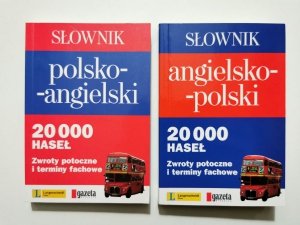 SŁOWNIK
polsko-
-angielski
20 000
HASEŁ
Zwroty potoczne
i terminy fachowe
L
Langenscheidt
gazeta
SŁOWNIK
angielsko-
-polski
20 000
HASEŁ
Zwroty potoczne
i terminy fachowe
L
Langenscheidt
gazeta